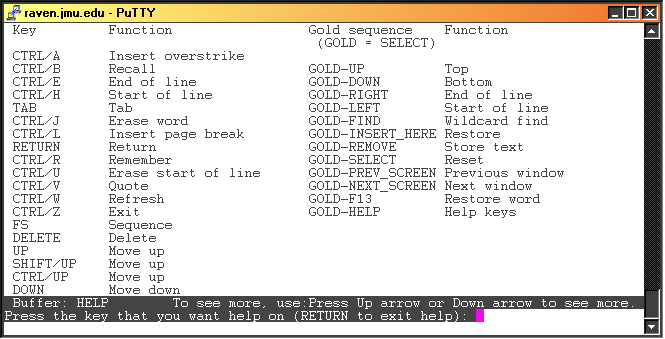 raven.jmu.edu - PuTTY
Key Function Gold sequence Function
(GOLD = SELECT)
CTRL/A Insert overstrike
CTRL/B Recall GOLD-UP Top
CTRL/E End of line GOLD-DOWN Bottom
CTRL/H Start of line GOLD-RIGHT End of line
TAB Tab GOLD-LEFT Start of line
CTRL/J Erase word GOLD-FIND Wildcard find
CTRL/L Insert page break GOLD-INSERT_HERE Restore
RETURN Return GOLD-REMOVE Store text
CTRL/R Remember GOLD-SELECT Reset
CTRL/U Erase start of line GOLD-PREV_SCREEN Previous window
CTRL/V Quote GOLD-NEXT_SCREEN Next window
CTRL/W Refresh GOLD-F13 Restore word
CTRL/Z Exit GOLD-HELP Help keys
FS Sequence
DELETE Delete
UP Move up
SHIFT/UP Move up
CTRL/UP Move up
DOWN Move down
Buffer: HELP To see more, use:Press Up arrow or Down arrow to see more.
Press the key that you want help on (RETURN to exit help):